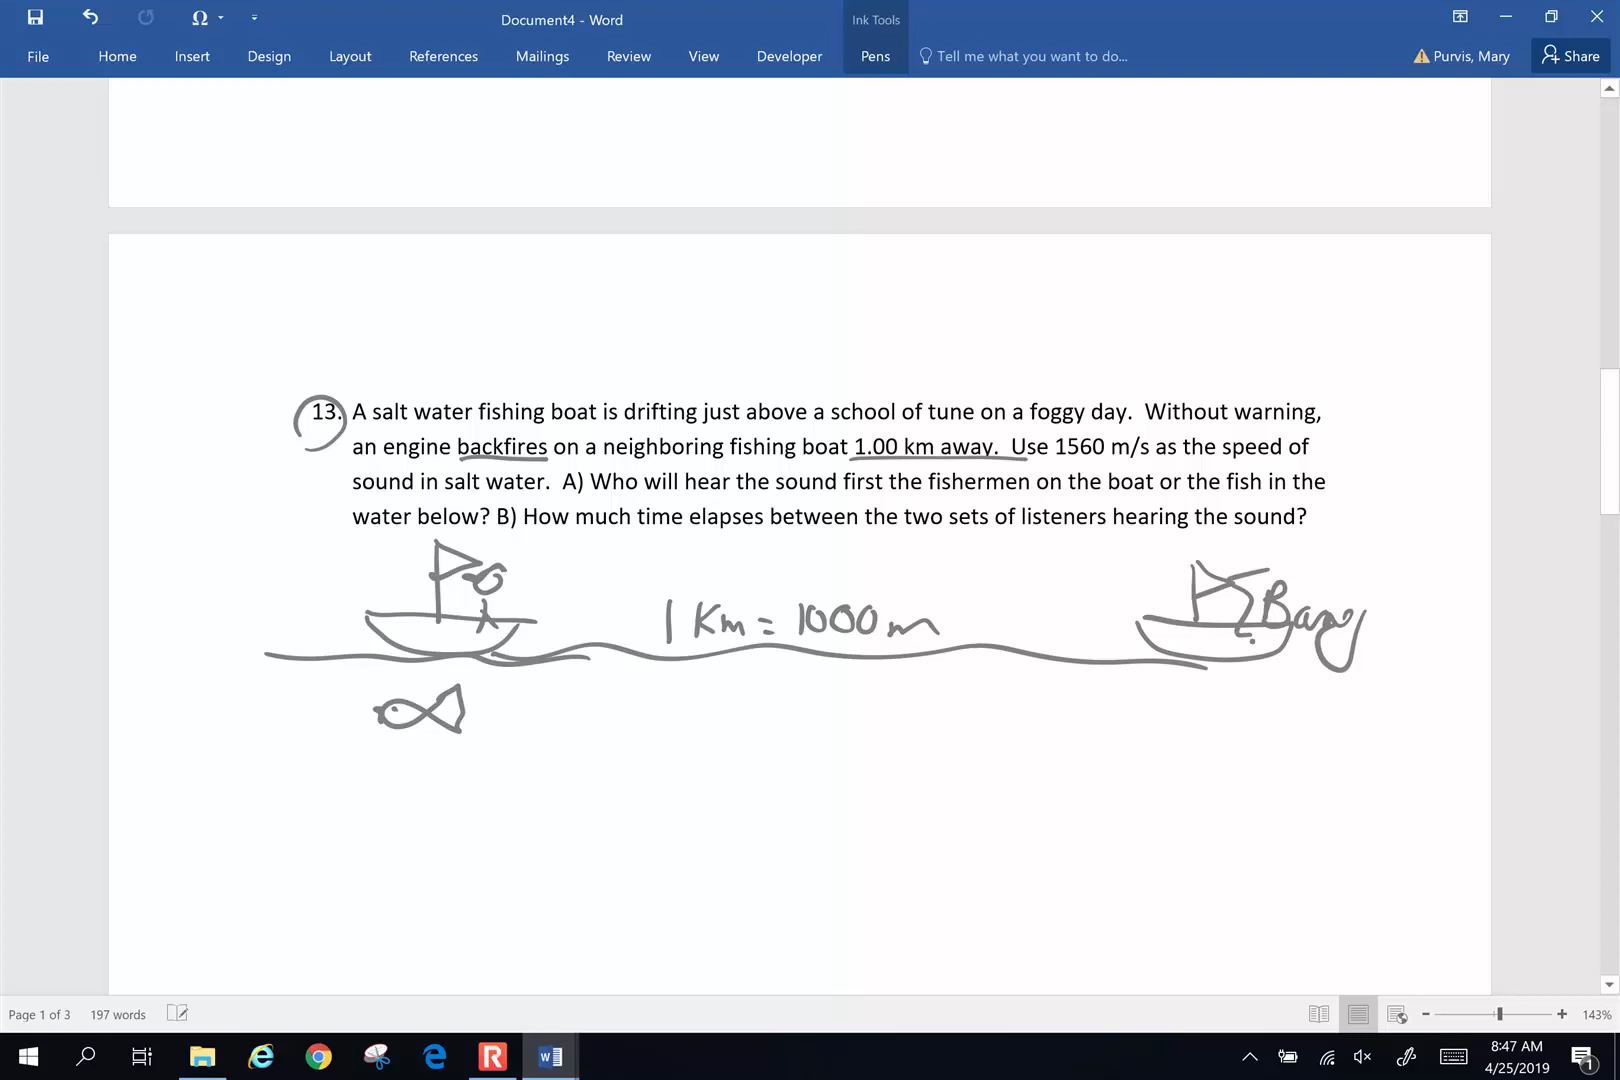 Document4 - Word
Ink Tools
File Home Insert Design Layout References Mailings Review View Developer Pens Tell me what you want to do... Purvis, Mary Share
13. A salt water fishing boat is drifting just above a school of tune on a foggy day. Without warning,
an engine backfires on a neighboring fishing boat 1.00 km away. Use 1560 m/s as the speed of
sound in salt water. A) Who will hear the sound first the fishermen on the boat or the fish in the
water below? B) How much time elapses between the two sets of listeners hearing the sound?
1 Km = 1000 m
Bang
Page 1 of 3 197 words 143%
8:47 AM
4/25/2019
1